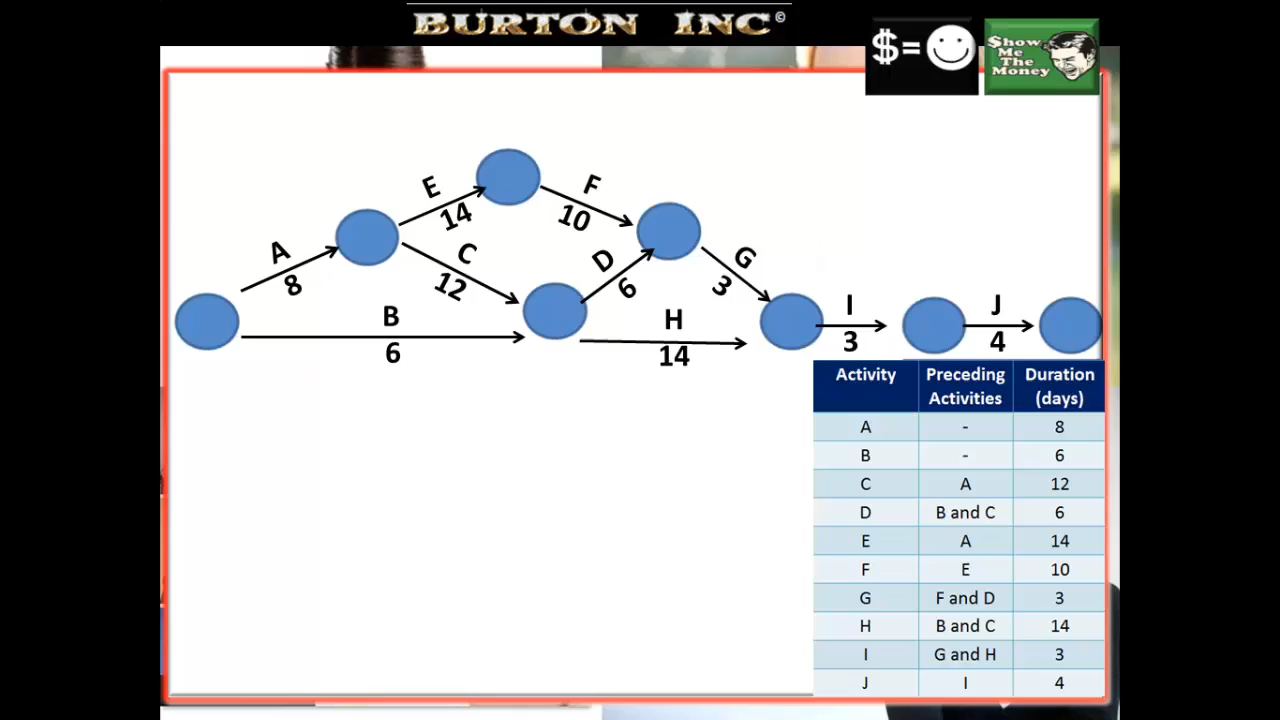 BURTON INC©
$=
$how
Me
The
Money
E
14
F
10
A
8
C
12
D
6
G
3
B
6
H
14
I
3
J
4
Activity Preceding Activities Duration (days)
A - 8
B - 6
C A 12
D B and C 6
E A 14
F E 10
G F and D 3
H B and C 14
I G and H 3
J I 4